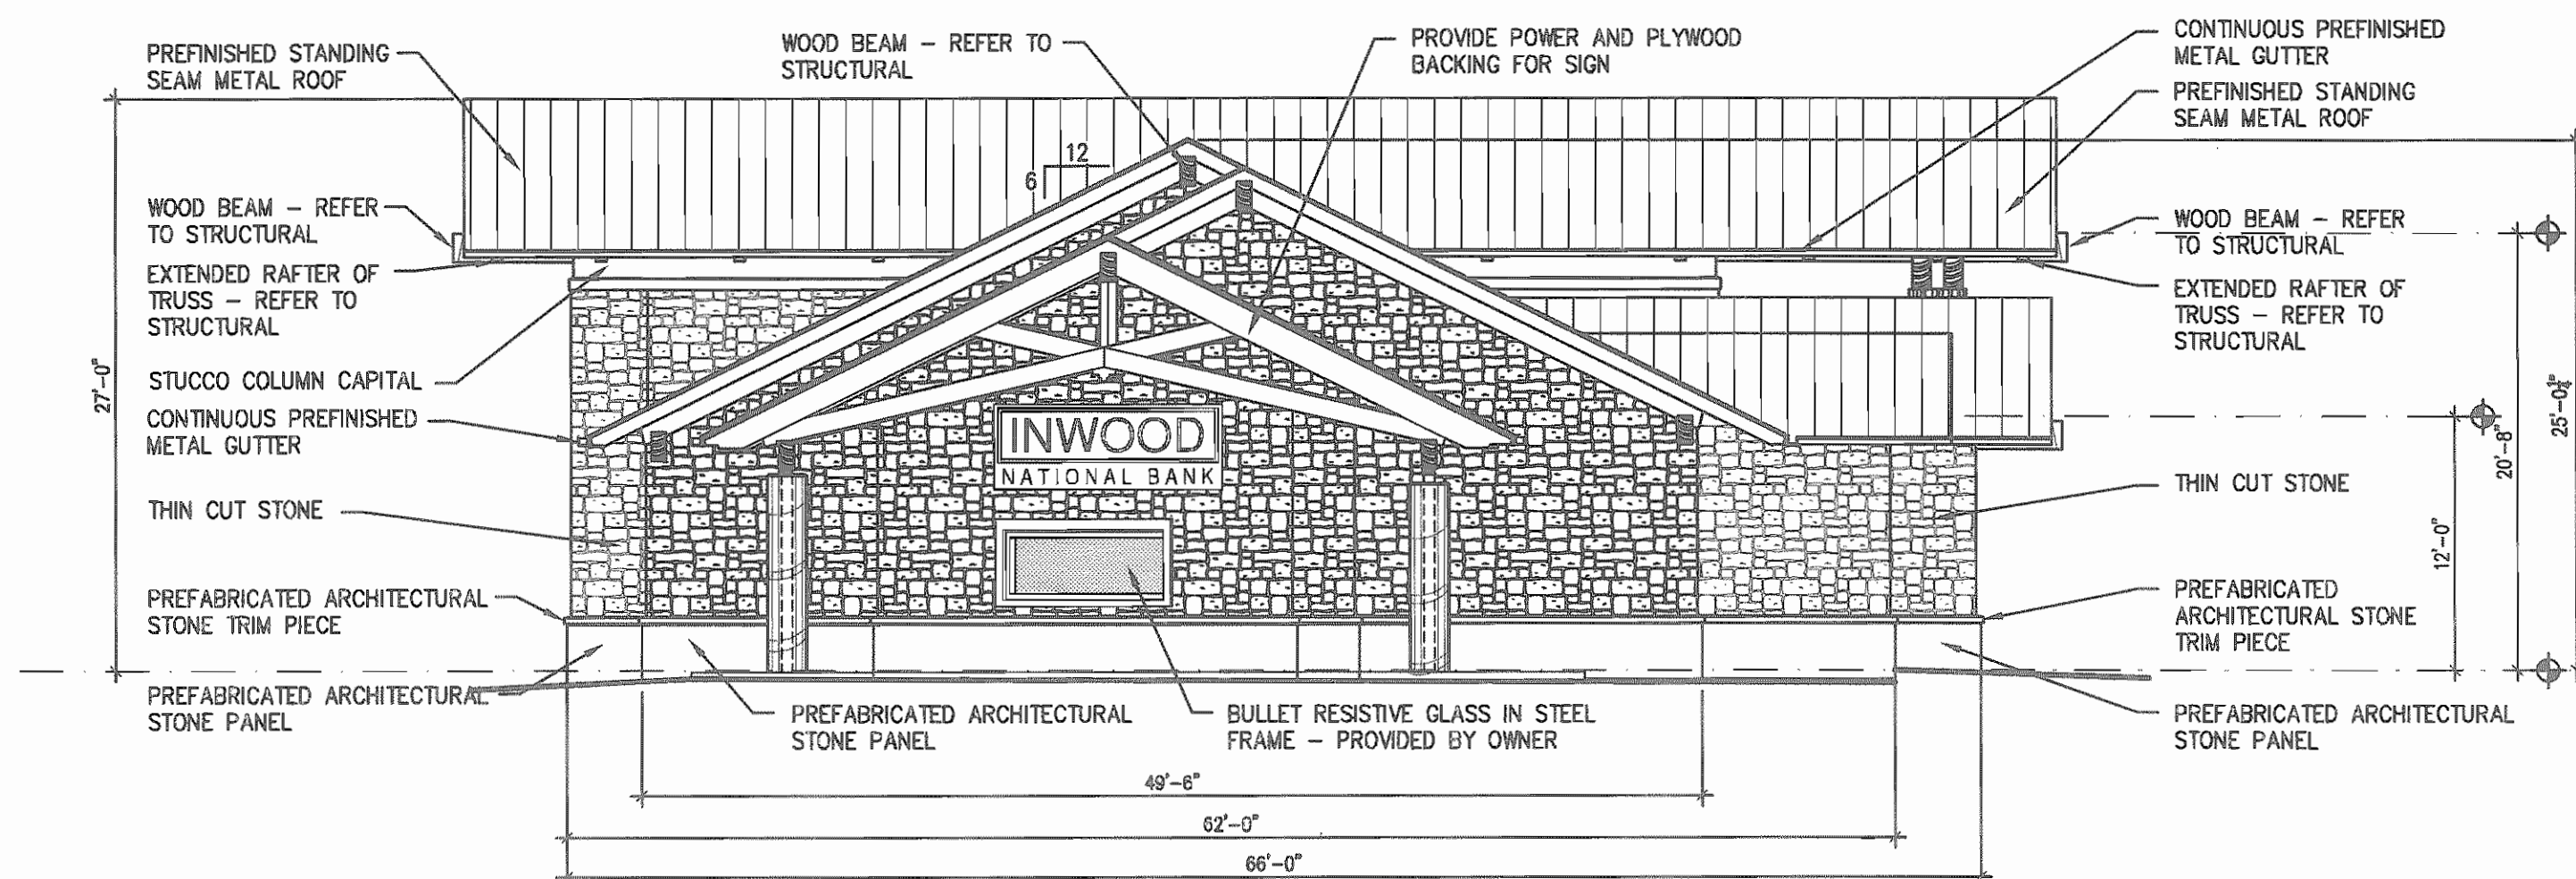 PREFINISHED STANDING
SEAM METAL ROOF
WOOD BEAM – REFER TO
STRUCTURAL
PROVIDE POWER AND PLYWOOD
BACKING FOR SIGN
CONTINUOUS PREFINISHED
METAL GUTTER
PREFINISHED STANDING
SEAM METAL ROOF
12
6
WOOD BEAM – REFER
TO STRUCTURAL
EXTENDED RAFTER OF
TRUSS – REFER TO
STRUCTURAL
WOOD BEAM – REFER
TO STRUCTURAL
EXTENDED RAFTER OF
TRUSS – REFER TO
STRUCTURAL
27'-0"
STUCCO COLUMN CAPITAL
CONTINUOUS PREFINISHED
METAL GUTTER
INWOOD
NATIONAL BANK
25'-0¾"
20'-8"
12'-0"
THIN CUT STONE
THIN CUT STONE
PREFABRICATED ARCHITECTURAL
STONE TRIM PIECE
PREFABRICATED
ARCHITECTURAL STONE
TRIM PIECE
PREFABRICATED ARCHITECTURAL
STONE PANEL
PREFABRICATED ARCHITECTURAL
STONE PANEL
BULLET RESISTIVE GLASS IN STEEL
FRAME – PROVIDED BY OWNER
PREFABRICATED ARCHITECTURAL
STONE PANEL
49'-6"
62'-0"
66'-0"